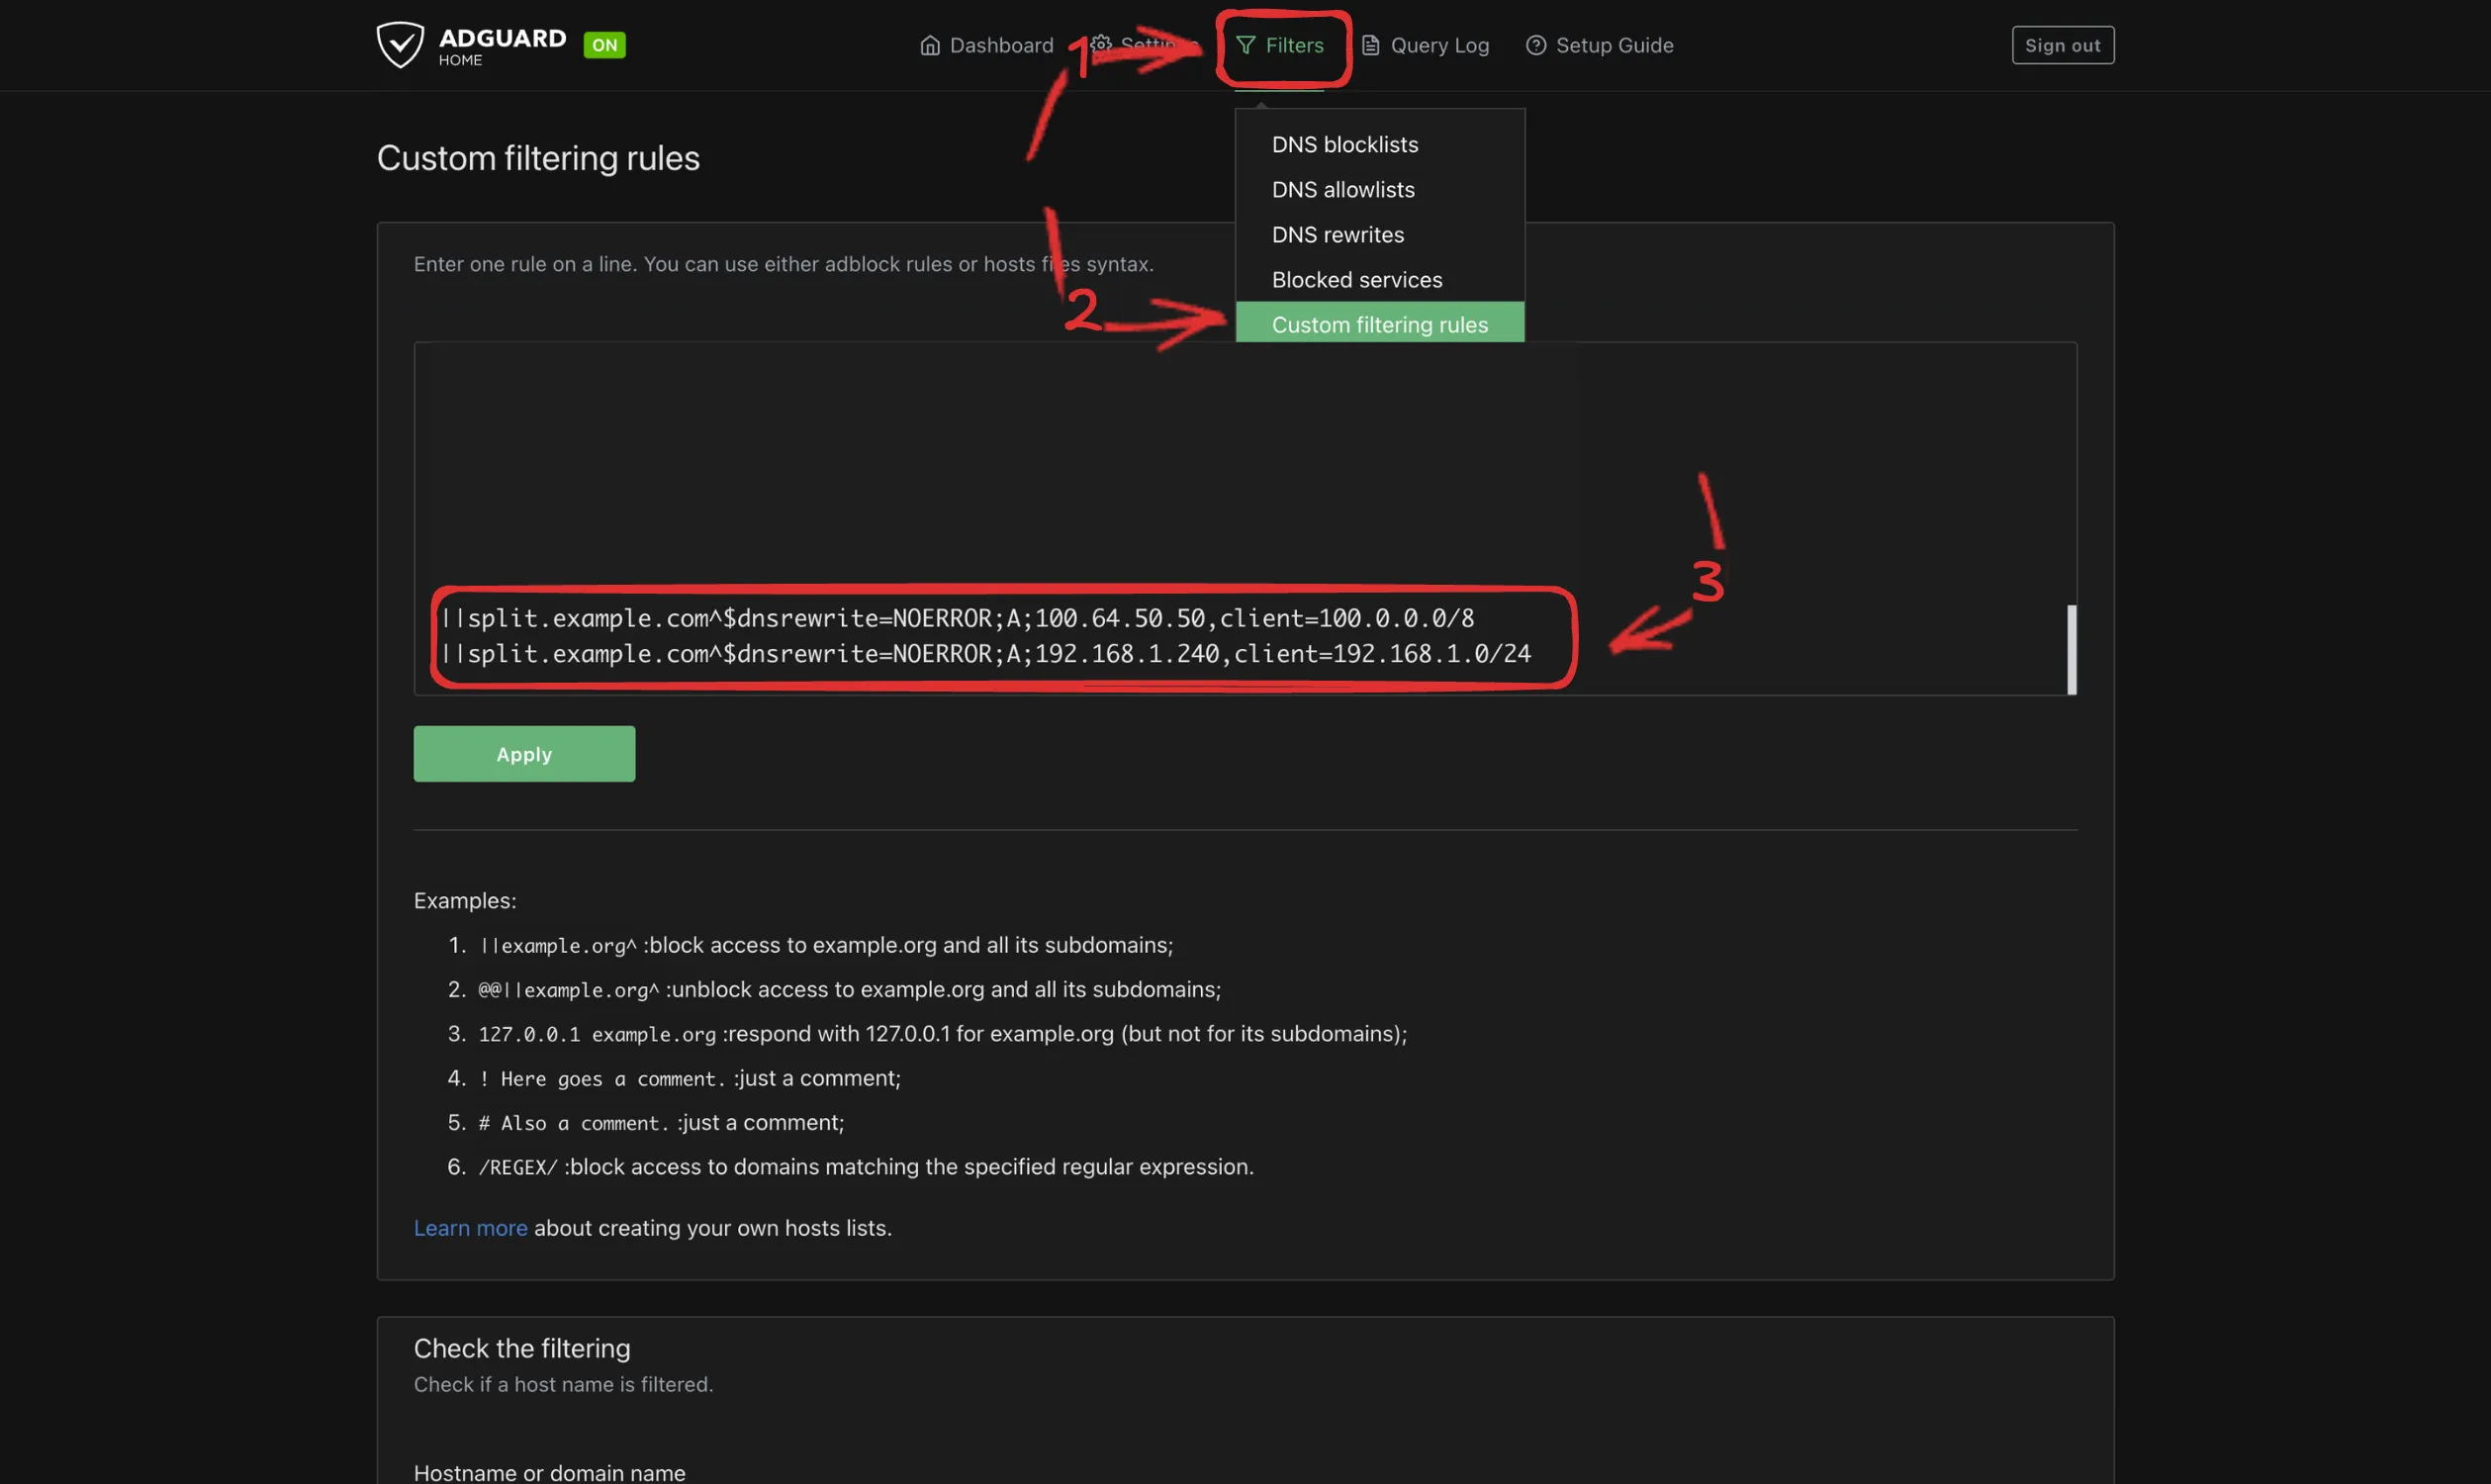 ADGUARD
HOME
ON
Dashboard
Settings
Filters
Query Log
Setup Guide
Sign out
1
DNS blocklists
DNS allowlists
DNS rewrites
Blocked services
Custom filtering rules
2
Custom filtering rules
Enter one rule on a line. You can use either adblock rules or hosts files syntax.
3
||split.example.com^$dnsrewrite=NOERROR;A;100.64.50.50,client=100.0.0.0/8
||split.example.com^$dnsrewrite=NOERROR;A;192.168.1.240,client=192.168.1.0/24
Apply
Examples:
1. ||example.org^ :block access to example.org and all its subdomains;
2. @@||example.org^ :unblock access to example.org and all its subdomains;
3. 127.0.0.1 example.org :respond with 127.0.0.1 for example.org (but not for its subdomains);
4. ! Here goes a comment. :just a comment;
5. # Also a comment. :just a comment;
6. /REGEX/ :block access to domains matching the specified regular expression.
Learn more about creating your own hosts lists.
Check the filtering
Check if a host name is filtered.
Hostname or domain name